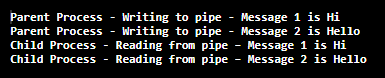 Parent Process - Writing to pipe - Message 1 is Hi
Parent Process - Writing to pipe - Message 2 is Hello
Child Process - Reading from pipe - Message 1 is Hi
Child Process - Reading from pipe - Message 2 is Hello